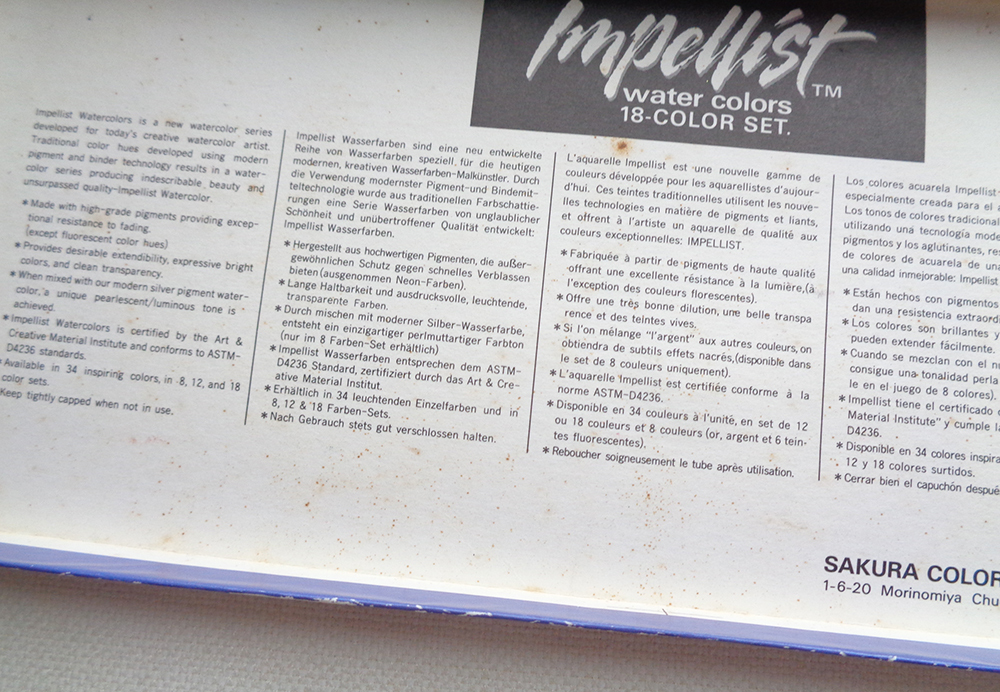 Impellist TM
water colors
18-COLOR SET.
Impellist Watercolors is a new watercolor series
developed for today's creative watercolor artist.
Traditional color hues developed using modern
pigment and binder technology results in a water-
color series producing indescribable beauty and
unsurpassed quality-Impellist Watercolor.
* Made with high-grade pigments providing excep-
tional resistance to fading.
(except fluorescent color hues)
* Provides desirable extendibility, expressive bright
colors, and clean transparency.
* When mixed with our modern silver pigment water-
color, a unique pearlescent/luminous tone is
achieved.
* Impellist Watercolors is certified by the Art &
Creative Material Institute and conforms to ASTM-
D4236 standards.
Available in 34 inspiring colors, in 8, 12, and 18
color sets.
Keep tightly capped when not in use.
Impellist Wasserfarben sind eine neu entwickelte
Reihe von Wasserfarben speziell für die heutigen
modernen, kreativen Wasserfarben-Malkünstler. Durch
die Verwendung modernster Pigment-und Bindemit-
teltechnologie wurde aus traditionellen Farbschattie-
rungen eine Serie Wasserfarben von unglaublicher
Schönheit und unübertroffener Qualität entwickelt:
Impellist Wasserfarben.
* Hergestellt aus hochwertigen Pigmenten, die außer-
gewöhnlichen Schutz gegen schnelles Verblassen
bieten (ausgenomen Neon-Farben).
* Lange Haltbarkeit und ausdrucksvolle, leuchtende,
transparente Farben.
* Durch mischen mit moderner Silber-Wasserfarbe,
entsteht ein einzigartiger perlmuttartiger Farbton
(nur im 8 Farben-Set erhältlich)
* Impellist Wasserfarben entsprechen dem ASTM-
D4236 Standard, zertifiziert durch das Art & Cre-
ative Material Institut.
* Erhältlich in 34 leuchtenden Einzelfarben und in
8, 12 & 18 Farben-Sets.
* Nach Gebrauch stets gut verschlossen halten.
L'aquarelle Impellist est une nouvelle gamme de
couleurs développée pour les aquarellistes d'aujour-
d'hui. Ces teintes traditionnelles utilisent les nouve-
lles technologies en matière de pigments et liants,
et offrent à l'artiste un aquarelle de qualité aux
couleurs exceptionnelles: IMPELLIST.
* Fabriquée à partir de pigments de haute qualité
offrant une excellente résistance à la lumière,(à
l'exception des couleurs florescentes).
* Offre une très bonne dilution, une belle transpa
rence et des teintes vives.
* Si l'on mélange "l'argent" aux autres couleurs, on
obtiendra de subtils effets nacrés,(disponible dans
le set de 8 couleurs uniquement).
* L'aquarelle Impellist est certifiée conforme à la
norme ASTM-D4236.
* Disponible en 34 couleurs à l'unité, en set de 12
ou 18 couleurs et 8 couleurs (or, argent et 6 tein-
tes fluorescentes).
* Reboucher soigneusement le tube après utilisation.
Los colores acuarela Impellist
especialmente creada para el
Los tonos de colores tradicional
utilizando una tecnología mode
pigmentos y los aglutinantes, res
de colores de acuarela de una
una calidad inmejorable: Impellist
* Están hechos con pigmentos
dan una resistencia extraord
* Los colores son brillantes y
pueden extender fácilmente.
* Cuando se mezclan con el nu
consigue una tonalidad perla
le en el juego de 8 colores).
* Impellist tiene el certificado
Material Institute" y cumple la
D4236.
* Disponible en 34 colores inspira
12 y 18 colores surtidos.
* Cerrar bien el capuchón despué
SAKURA COLOR
1-6-20 Morinomiya Chu